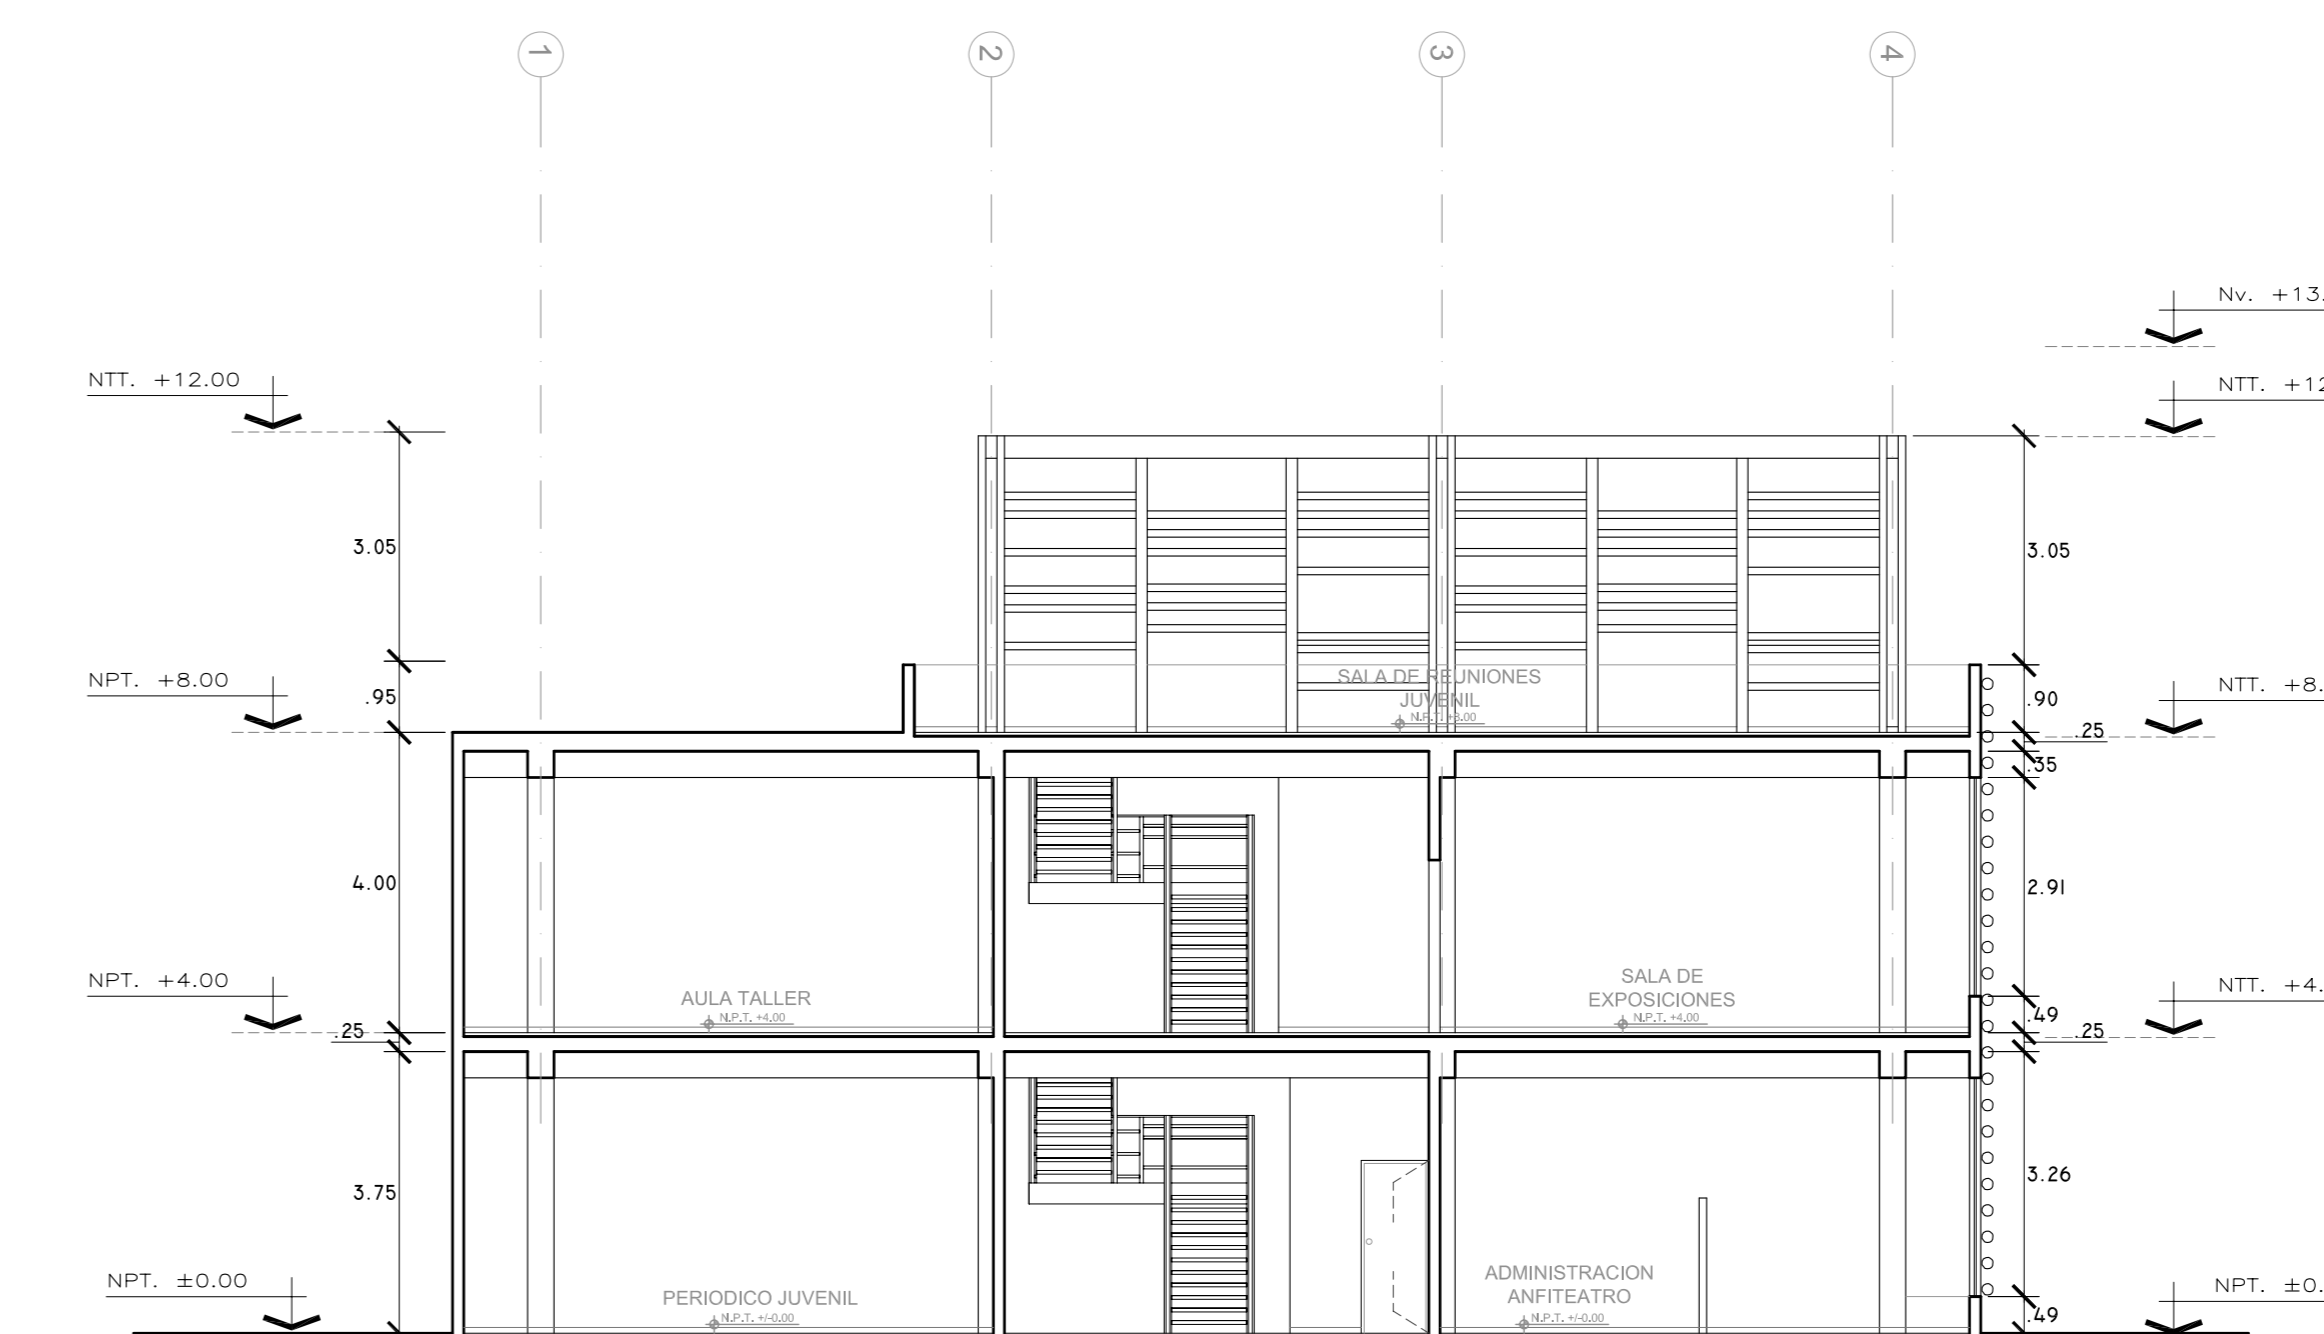 1
2
3
4
Nv. +13.
NTT. +12.00
NTT. +12
3.05
3.05
NPT. +8.00
SALA DE REUNIONES
JUVENIL
N.P.T. +8.00
NTT. +8.
.95
.90
.25
.35
4.00
2.91
NPT. +4.00
AULA TALLER
N.P.T. +4.00
SALA DE
EXPOSICIONES
N.P.T. +4.00
NTT. +4.
.25
.49
.25
3.75
3.26
NPT. ±0.00
PERIODICO JUVENIL
N.P.T. +/-0.00
ADMINISTRACION
ANFITEATRO
N.P.T. +/-0.00
NPT. ±0.
.49